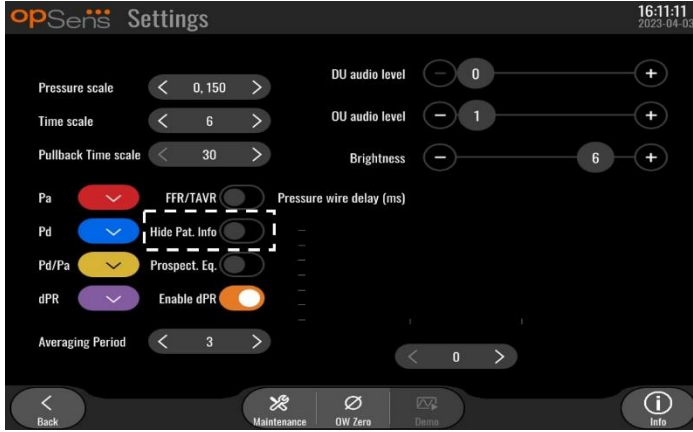 opSens Settings
16:11:11
2023-04-03
Pressure scale
0, 150
DU audio level
0
Time scale
6
OU audio level
1
Pullback Time scale
30
Brightness
6
Pa
FFR/TAVR
Pressure wire delay (ms)
Pd
Hide Pat. Info
Pd/Pa
Prospect. Eq.
dPR
Enable dPR
Averaging Period
3
0
Back
Maintenance
OW Zero
Demo
Info